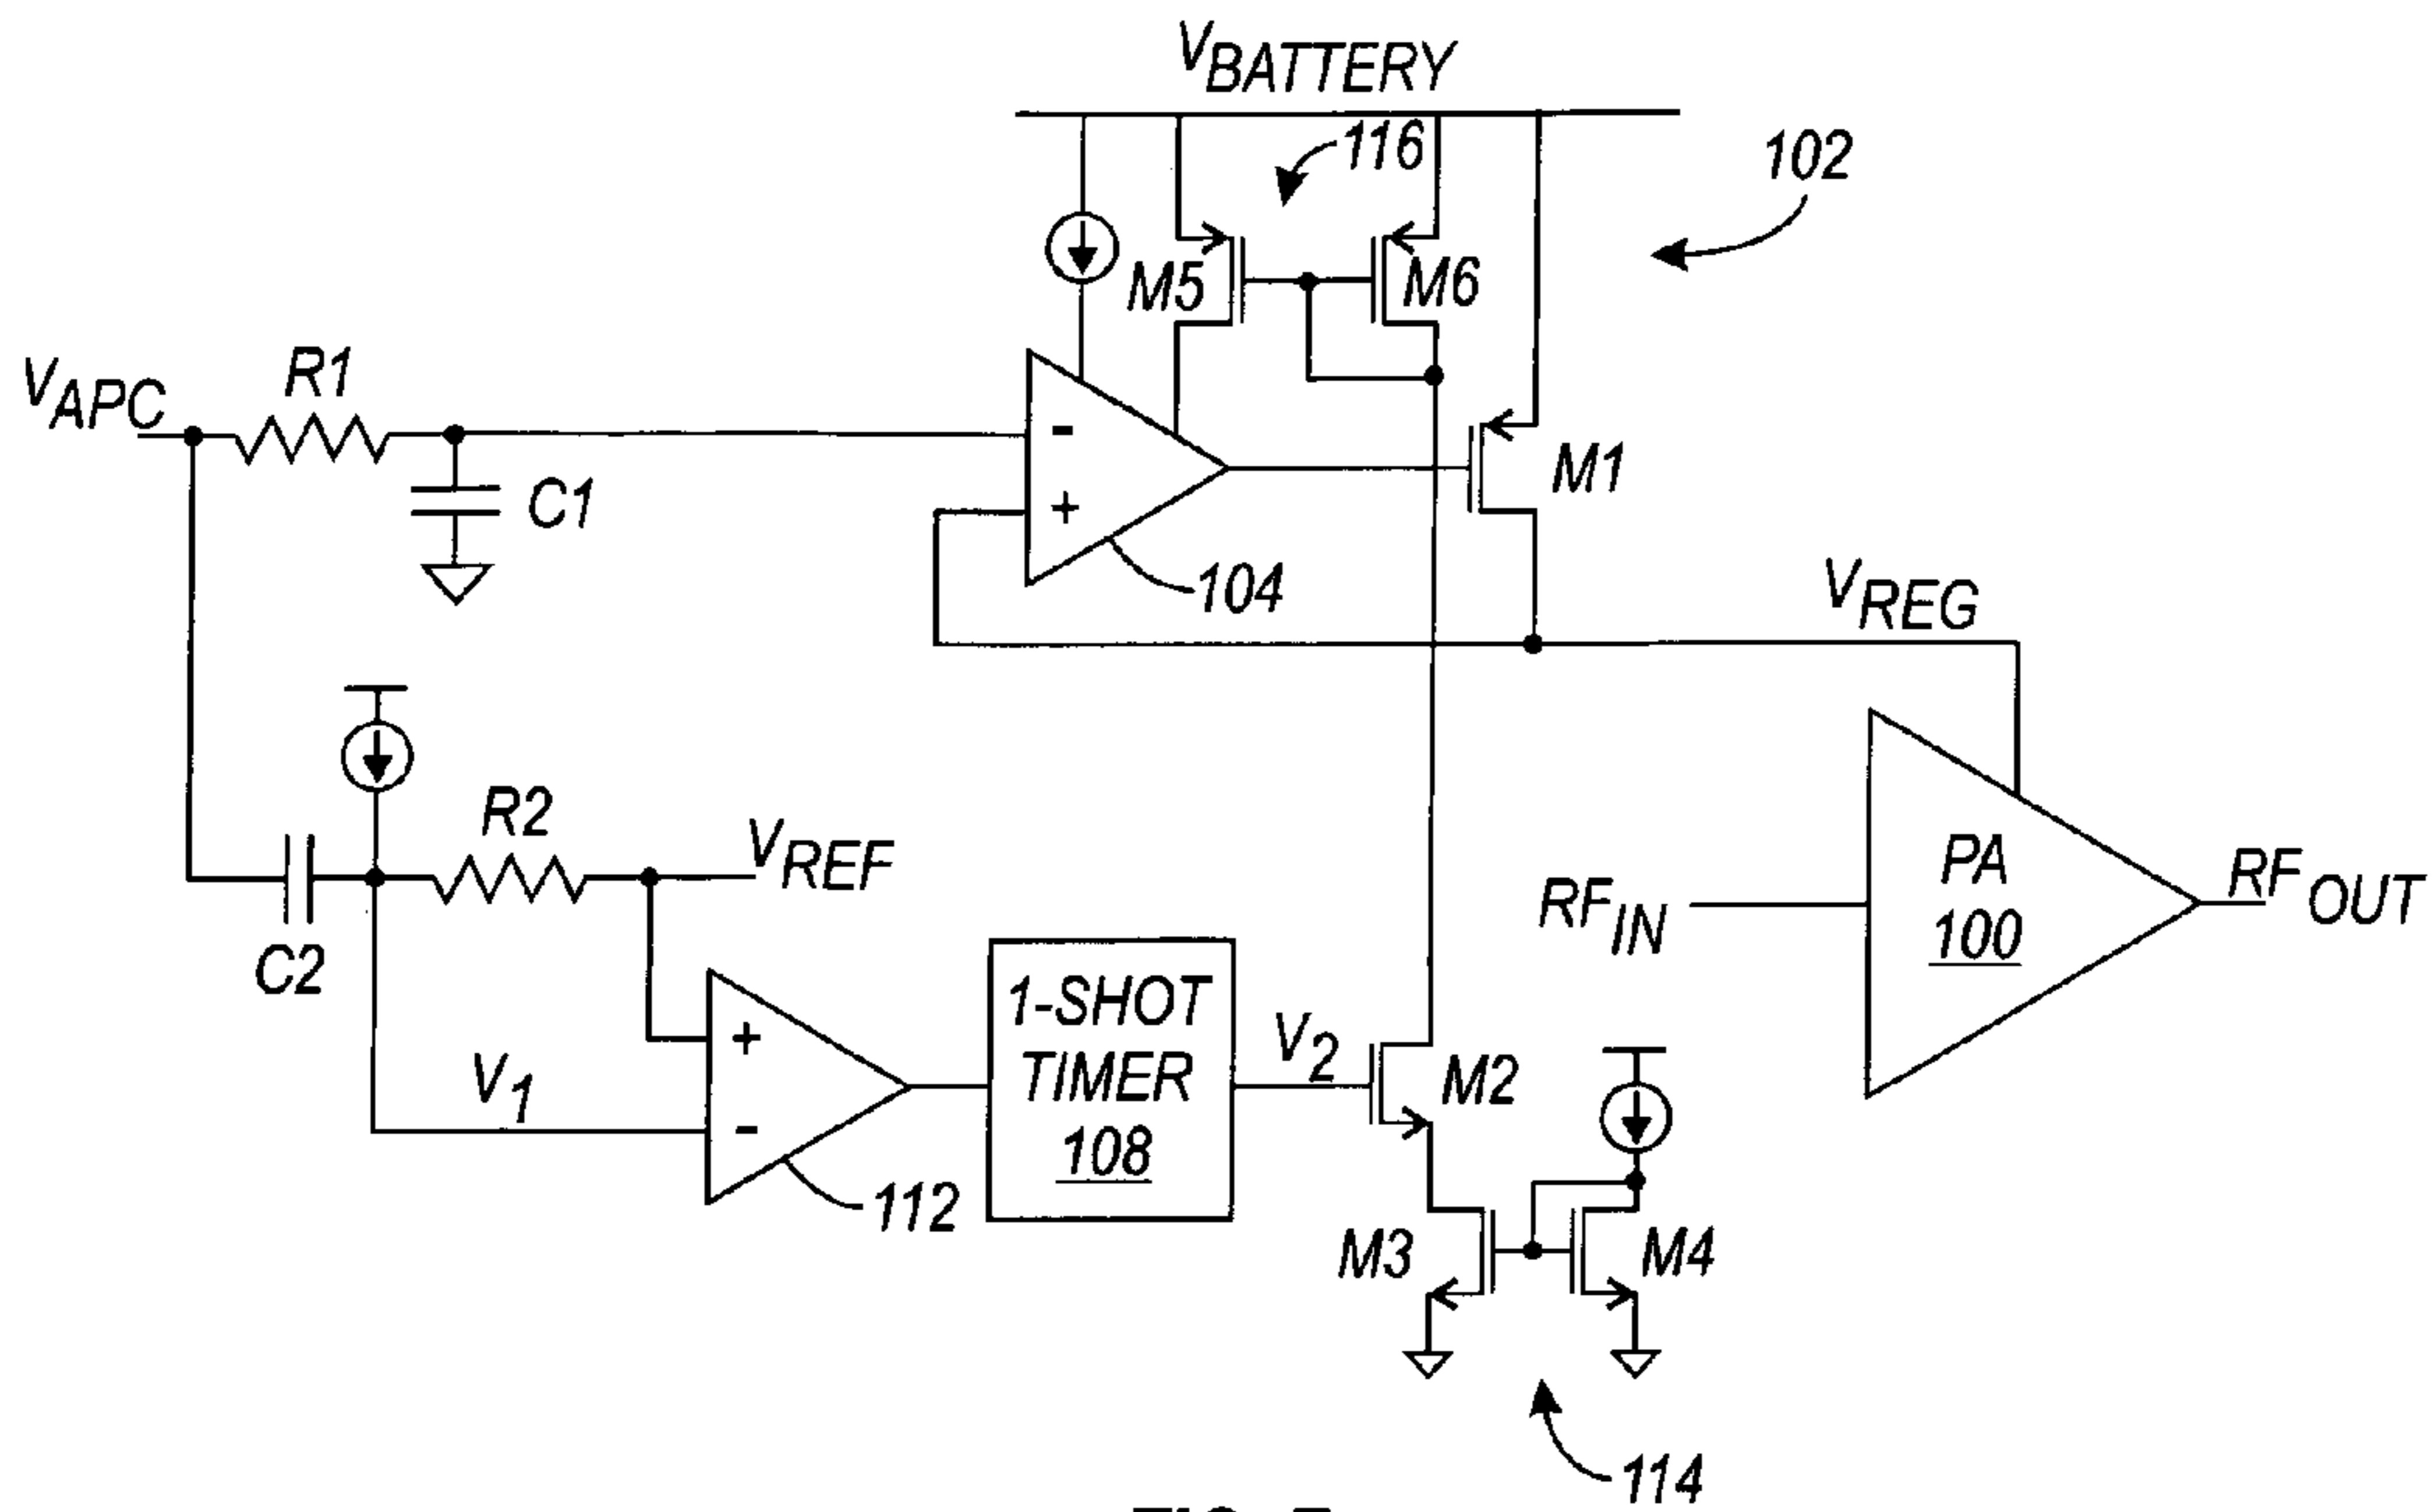 VBATTERY
116
102
M5
M6
VAPC
R1
C1
-
+
M1
104
VREG
R2
VREF
C2
PA
100
RFIN
RFOUT
1-SHOT
TIMER
108
V1
+
-
V2
M2
112
M3
M4
114